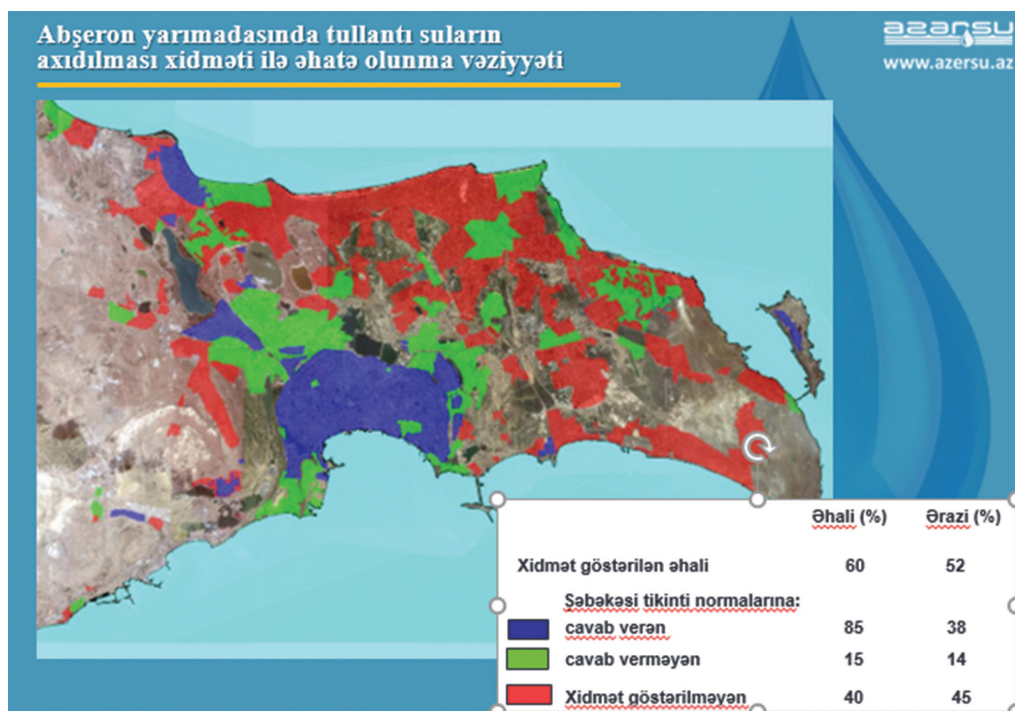 Abşeron yarımadasında tullantı suların
axıdılması xidməti ilə əhatə olunma vəziyyəti
azərsu
www.azersu.az
Əhali (%) Ərazi (%)
Xidmət göstərilən əhali 60 52
Şəbəkəsi tikinti normalarına:
cavab verən 85 38
cavab verməyən 15 14
Xidmət göstərilməyən 40 45